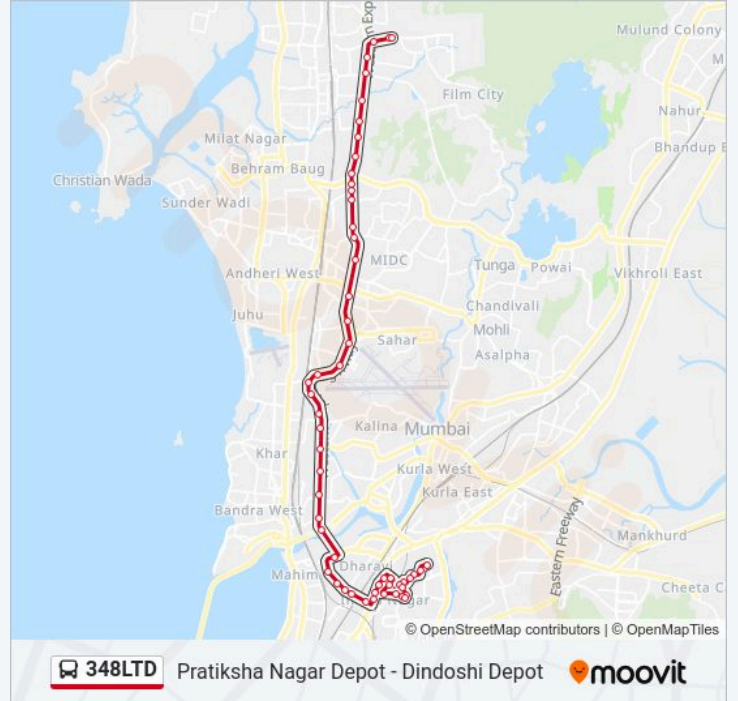 Mulund Colony
Film City
Nahur
Milat Nagar
Bhandup E
Behram Baug
Christian Wada
Sunder Wadi
MIDC
Tunga
Powai
Andheri West
Vikhroli East
Chandivali
Juhu
Mohli
Sahar
Asalpha
Kalina
Mumbai
Khar
Kurla West
Kurla East
Bandra West
Eastern Freeway
Mankhurd
Dharavi
Mahim
Cheeta C
© OpenStreetMap contributors | © OpenMapTiles
348LTD Pratiksha Nagar Depot - Dindoshi Depot moovit